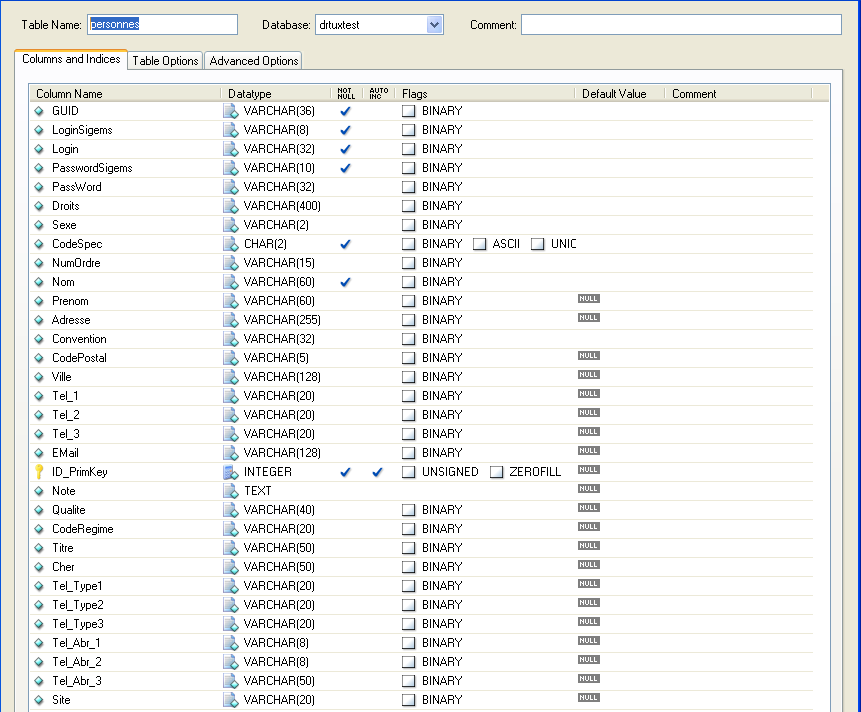 Table Name: personnes Database: drtuxtest Comment:
Columns and Indices Table Options Advanced Options
Column Name Datatype NOT NULL AUTO INC Flags Default Value Comment
GUID VARCHAR(36) BINARY
LoginSigems VARCHAR(8) BINARY
Login VARCHAR(32) BINARY
PasswordSigems VARCHAR(10) BINARY
PassWord VARCHAR(32) BINARY
Droits VARCHAR(400) BINARY
Sexe VARCHAR(2) BINARY
CodeSpec CHAR(2) BINARY ASCII UNIC
NumOrdre VARCHAR(15) BINARY
Nom VARCHAR(60) BINARY
Prenom VARCHAR(60) BINARY NULL
Adresse VARCHAR(255) BINARY NULL
Convention VARCHAR(32) BINARY
CodePostal VARCHAR(5) BINARY NULL
Ville VARCHAR(128) BINARY NULL
Tel_1 VARCHAR(20) BINARY NULL
Tel_2 VARCHAR(20) BINARY NULL
Tel_3 VARCHAR(20) BINARY NULL
EMail VARCHAR(128) BINARY NULL
ID_PrimKey INTEGER UNSIGNED ZEROFILL NULL
Note TEXT NULL
Qualite VARCHAR(40) BINARY NULL
CodeRegime VARCHAR(20) BINARY NULL
Titre VARCHAR(50) BINARY NULL
Cher VARCHAR(50) BINARY NULL
Tel_Type1 VARCHAR(20) BINARY NULL
Tel_Type2 VARCHAR(20) BINARY NULL
Tel_Type3 VARCHAR(20) BINARY NULL
Tel_Abr_1 VARCHAR(8) BINARY NULL
Tel_Abr_2 VARCHAR(8) BINARY NULL
Tel_Abr_3 VARCHAR(50) BINARY NULL
Site VARCHAR(20) BINARY NULL